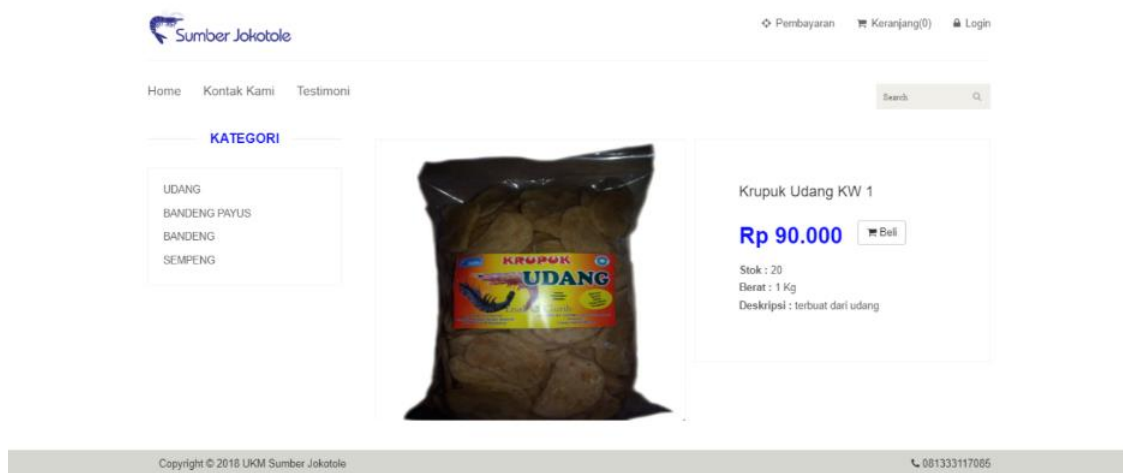 Sumber Jokotole
Pembayaran Keranjang(0) Login
Home Kontak Kami Testimoni
Search
KATEGORI
UDANG
BANDENG PAYUS
BANDENG
SEMPENG
KRUPUK
UDANG
Krupuk Udang KW 1
Rp 90.000 Beli
Stok : 20
Berat : 1 Kg
Deskripsi : terbuat dari udang
Copyright © 2018 UKM Sumber Jokotole
081333117085